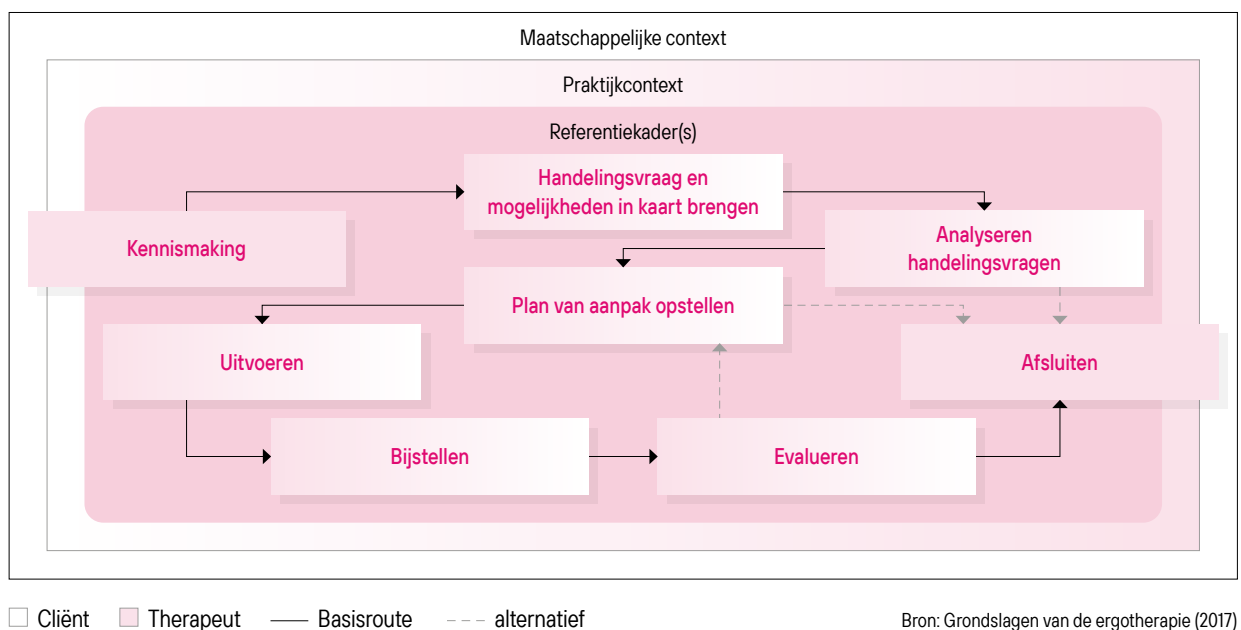 Maatschappelijke context
Praktijkcontext
Referentiekader(s)
Handelingsvraag en
mogelijkheden in kaart brengen
Kennismaking
Analyseren
handelingsvragen
Plan van aanpak opstellen
Uitvoeren
Afsluiten
Bijstellen
Evalueren
Cliënt
Therapeut
Basisroute
alternatief
Bron: Grondslagen van de ergotherapie (2017)